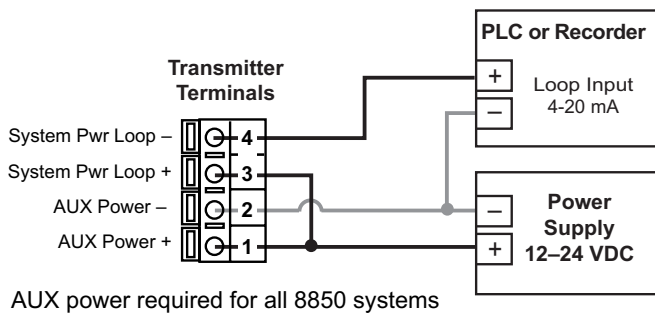 PLC or Recorder
+
Loop Input
4-20 mA
–
Transmitter
Terminals
System Pwr Loop – 4
System Pwr Loop + 3
AUX Power – 2
AUX Power + 1
–
Power
Supply
12–24 VDC
+
AUX power required for all 8850 systems